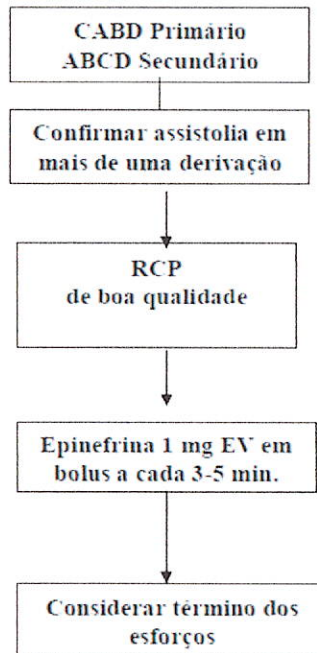 CABD Primário
ABCD Secundário
Confirmar assistolia em
mais de uma derivação
RCP
de boa qualidade
Epinefrina 1 mg EV em
bolus a cada 3-5 min.
Considerar término dos
esforços